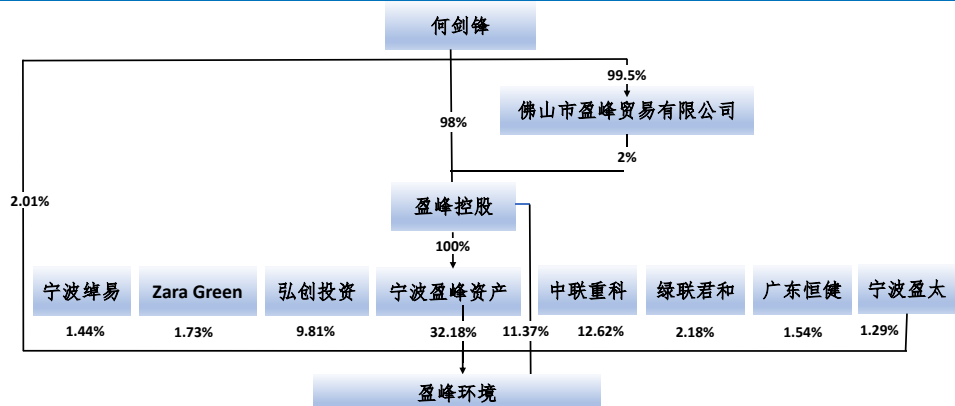 何剑锋
99.5%
佛山市盈峰贸易有限公司
98%
2%
2.01%
盈峰控股
100%
宁波绰易
Zara Green
弘创投资
宁波盈峰资产
中联重科
绿联君和
广东恒健
宁波盈太
1.44%
1.73%
9.81%
32.18%
11.37%
12.62%
2.18%
1.54%
1.29%
盈峰环境